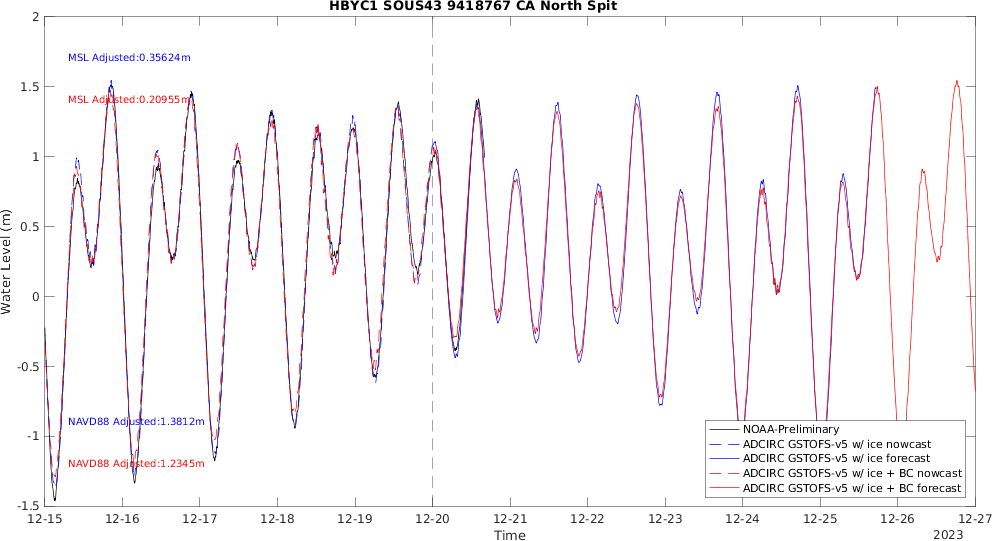 HBYC1 SOUS43 9418767 CA North Spit
2
1.5
1
0.5
0
-0.5
-1
-1.5
Water Level (m)
MSL Adjusted:0.35624m
MSL Adjusted:0.20955m
NAVD88 Adjusted:1.3812m
NAVD88 Adjusted:1.2345m
NOAA-Preliminary
ADCIRC GSTOFS-v5 w/ ice nowcast
ADCIRC GSTOFS-v5 w/ ice forecast
ADCIRC GSTOFS-v5 w/ ice + BC nowcast
ADCIRC GSTOFS-v5 w/ ice + BC forecast
12-15 12-16 12-17 12-18 12-19 12-20 12-21 12-22 12-23 12-24 12-25 12-26 12-27
Time
2023